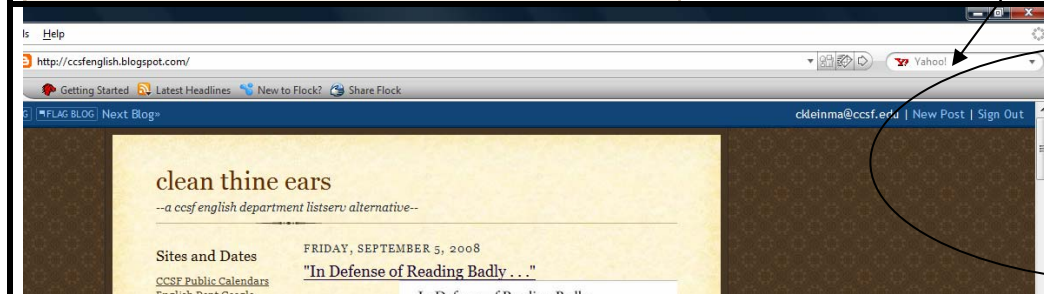 Help
http://ccsfenglish.blogspot.com/
Yahoo!
Getting Started Latest Headlines New to Flock? Share Flock
FLAG BLOG Next Blog» ckleinma@ccsf.edu | New Post | Sign Out
clean thine ears
--a ccsf english department listserv alternative--
Sites and Dates
FRIDAY, SEPTEMBER 5, 2008
"In Defense of Reading Badly . . ."
CCSF Public Calendars